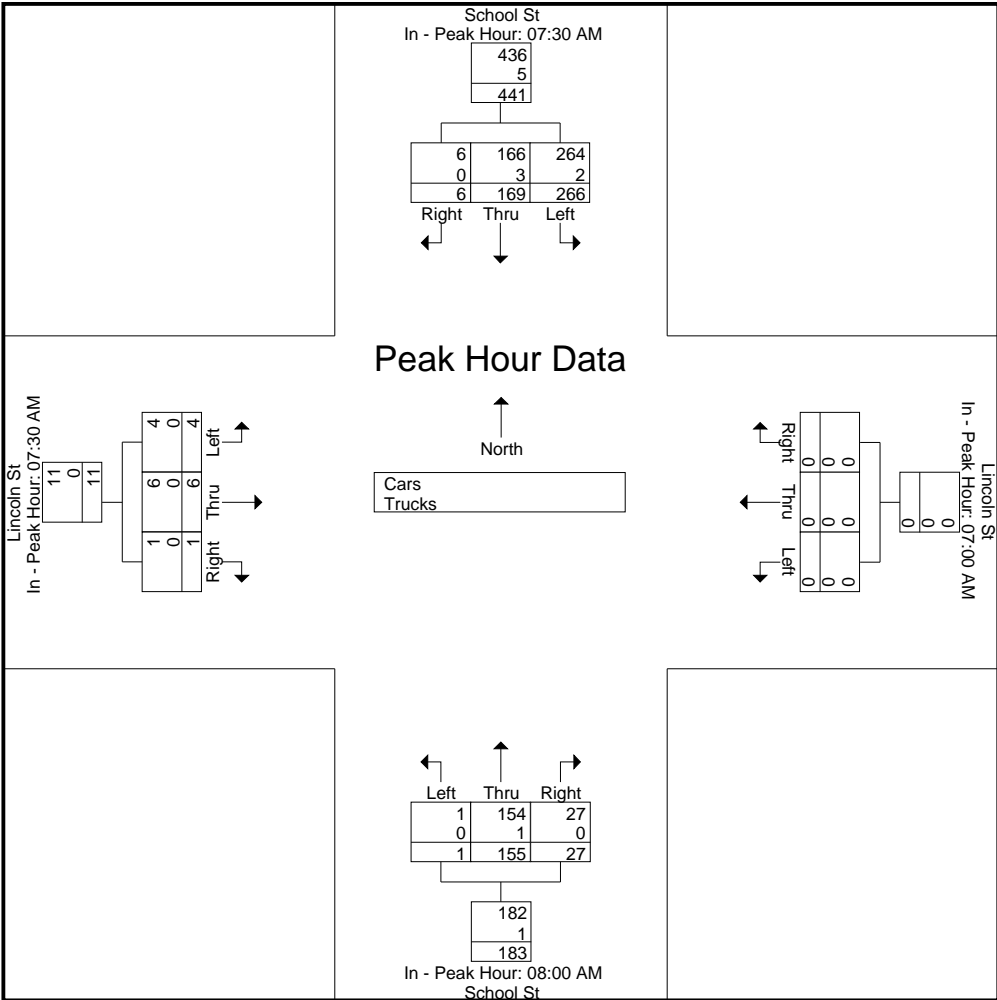 School St
In - Peak Hour: 07:30 AM
436
5
441
6 166 264
0 3 2
6 169 266
Right Thru Left
Peak Hour Data
North
Cars
Trucks
Lincoln St
In - Peak Hour: 07:30 AM
11
0
11
4 0 4
Left
6 0 6
Thru
1 0 1
Right
Right
0 0 0
Thru
0 0 0
Left
0 0 0
0
0
0
Lincoln St
In - Peak Hour: 07:00 AM
Left Thru Right
1 154 27
0 1 0
1 155 27
182
1
183
In - Peak Hour: 08:00 AM
School St